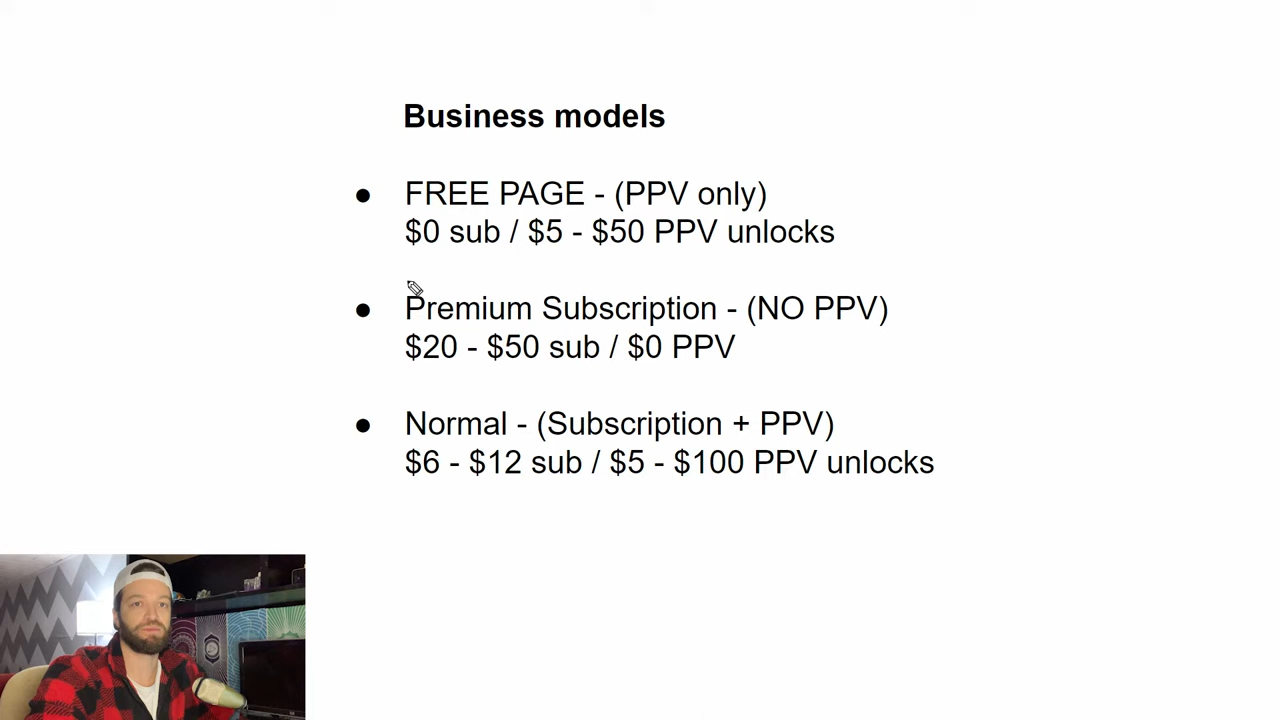 Business models
● FREE PAGE - (PPV only)
$0 sub / $5 - $50 PPV unlocks
● Premium Subscription - (NO PPV)
$20 - $50 sub / $0 PPV
● Normal - (Subscription + PPV)
$6 - $12 sub / $5 - $100 PPV unlocks